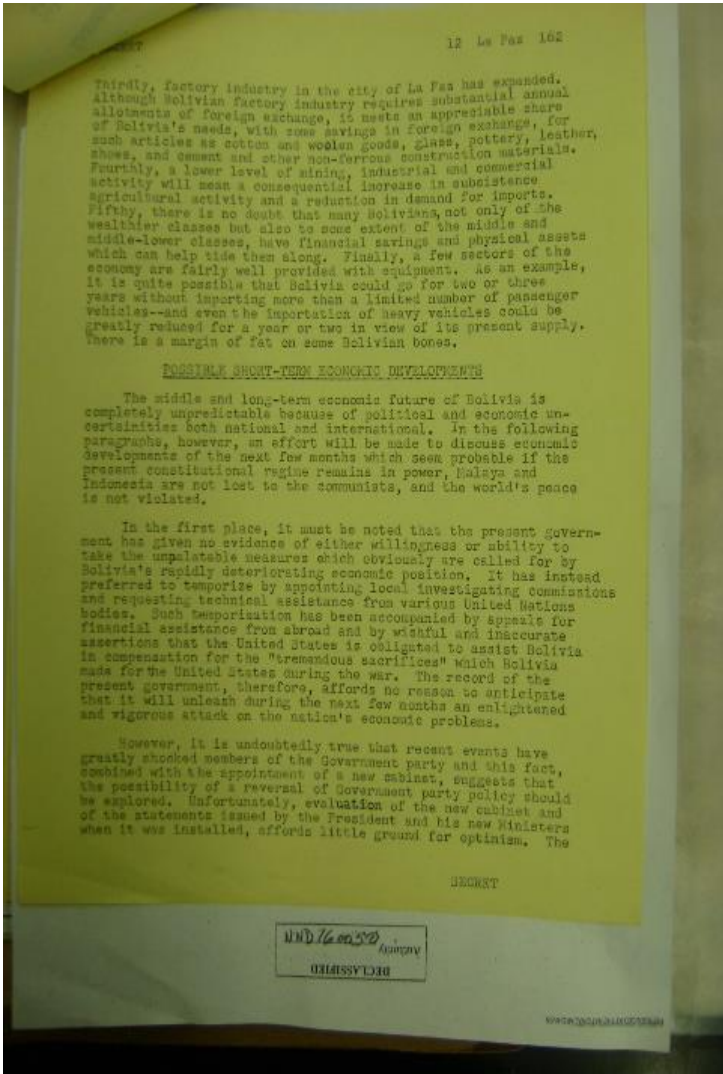 SECRET
12 La Paz 162
Thirdly, factory industry in the city of La Paz has expanded.
Although Bolivian factory industry requires substantial annual
allotments of foreign exchange, it meets an appreciable share
of Bolivia's needs, with some savings in foreign exchange, for
such articles as cotton and woolen goods, glass, pottery, leather,
shoes, and cement and other non-ferrous construction materials.
Fourthly, a lower level of mining, industrial and commercial
activity will mean a consequential increase in subsistence
agricultural activity and a reduction in demand for imports.
Fifthy, there is no doubt that many Bolivians, not only of the
wealthier classes but also to some extent of the middle and
middle-lower classes, have financial savings and physical assets
which can help tide them along. Finally, a few sectors of the
economy are fairly well provided with equipment. As an example,
it is quite possible that Bolivia could go for two or three
years without importing more than a limited number of passenger
vehicles--and even the importation of heavy vehicles could be
greatly reduced for a year or two in view of its present supply.
There is a margin of fat on some Bolivian bones.
POSSIBLE SHORT-TERM ECONOMIC DEVELOPMENTS
The middle and long-term economic future of Bolivia is
completely unpredictable because of political and economic un-
certainities both national and international. In the following
paragraphs, however, an effort will be made to discuss economic
developments of the next few months which seem probable if the
present constitutional regime remains in power, Malaya and
Indonesia are not lost to the communists, and the world's peace
is not violated.
In the first place, it must be noted that the present govern-
ment has given no evidence of either willingness or ability to
take the unpalatable measures which obviously are called for by
Bolivia's rapidly deteriorating economic position. It has instead
preferred to temporize by appointing local investigating commissions
and requesting technical assistance from various United Nations
bodies. Such temporization has been accompanied by appeals for
financial assistance from abroad and by wishful and inaccurate
assertions that the United States is obligated to assist Bolivia
in compensation for the "tremendous sacrifices" which Bolivia
made for the United States during the war. The record of the
present government, therefore, affords no reason to anticipate
that it will unleash during the next few months an enlightened
and vigorous attack on the nation's economic problems.
However, it is undoubtedly true that recent events have
greatly shocked members of the Government party and this fact,
combined with the appointment of a new cabinet, suggests that
the possibility of a reversal of Government party policy should
be explored. Unfortunately, evaluation of the new cabinet and
of the statements issued by the President and his new Ministers
when it was installed, affords little ground for optimism. The
SECRET
DECLASSIFIED
Authority
NND 760050